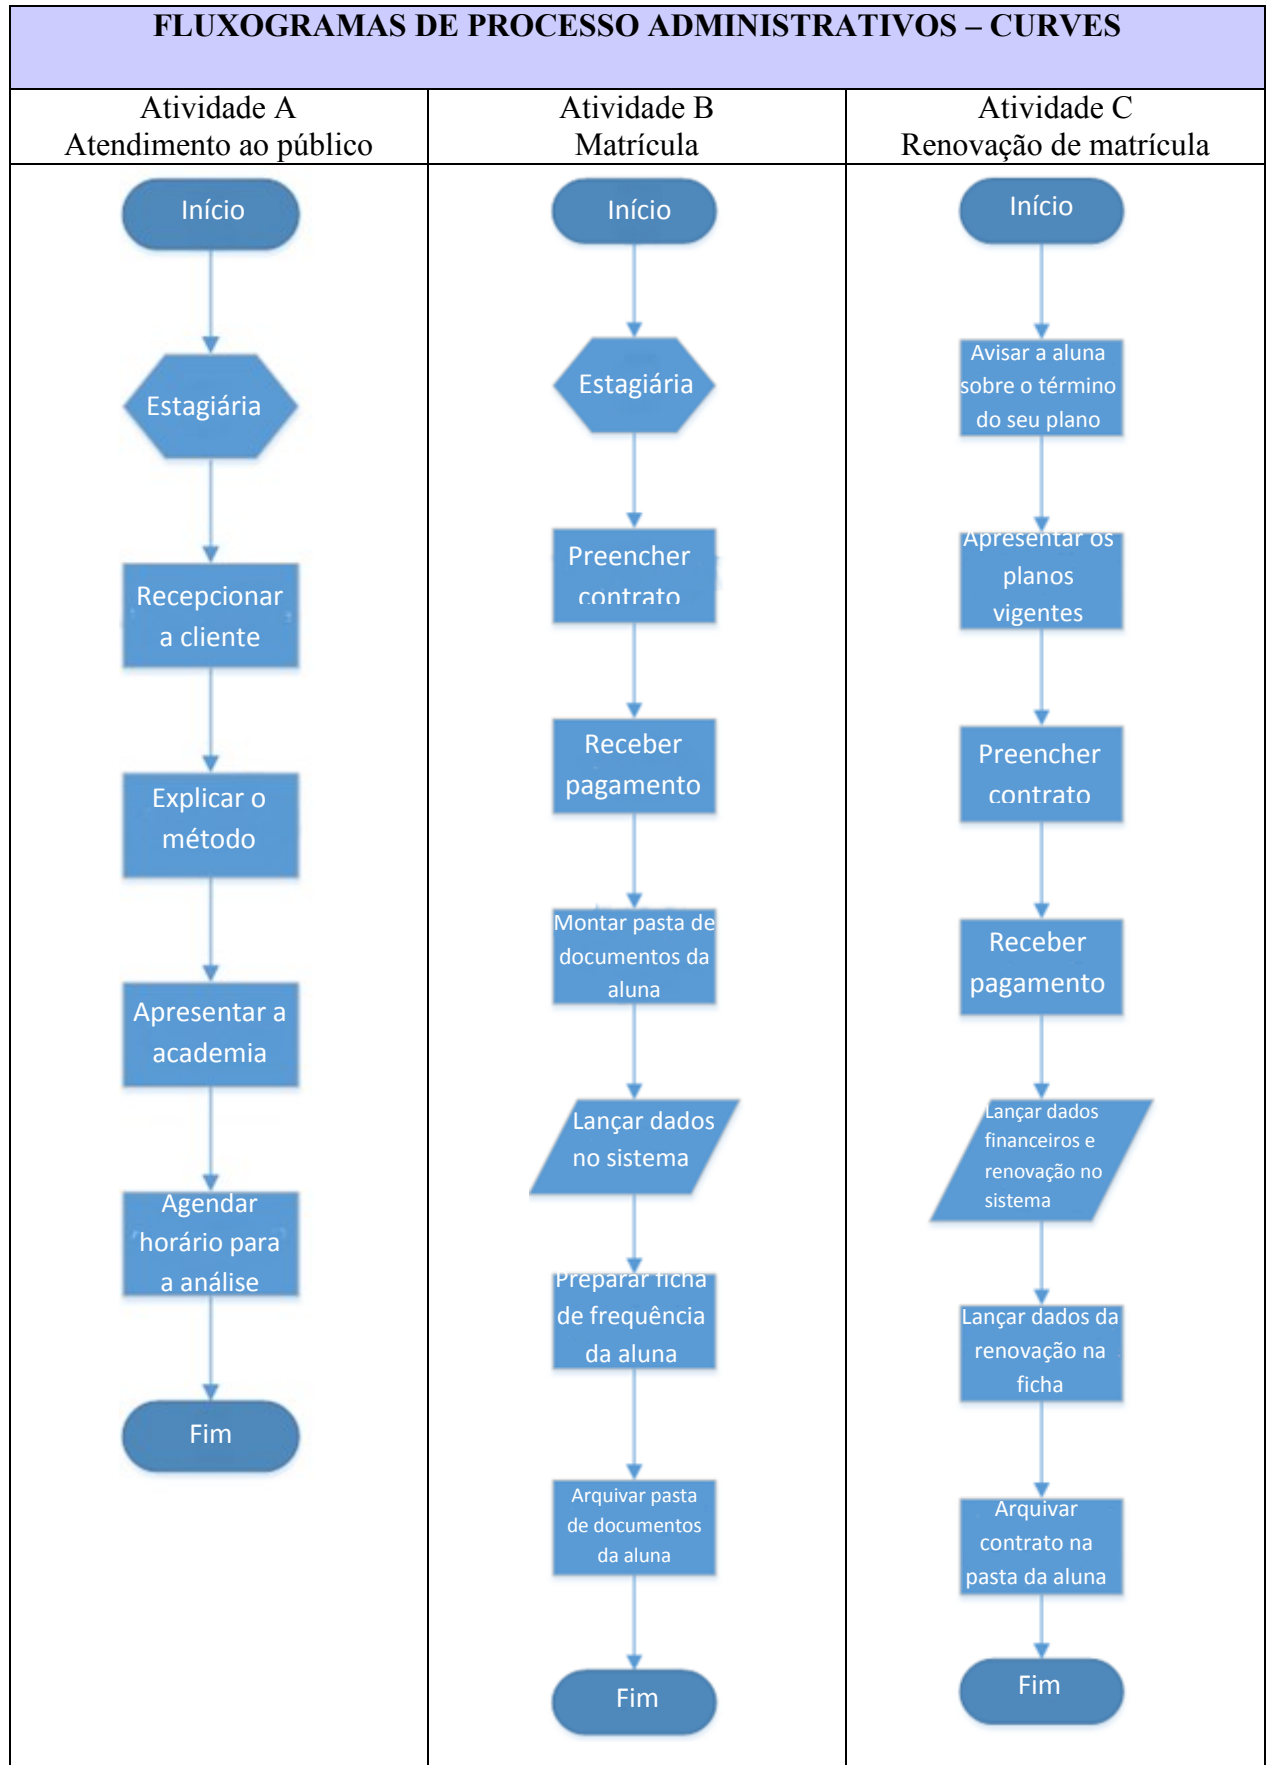 FLUXOGRAMAS DE PROCESSO ADMINISTRATIVOS – CURVES
Atividade A
Atendimento ao público
Início
Estagiária
Recepcionar
a cliente
Explicar o
método
Apresentar a
academia
Agendar
horário para
a análise
Fim
Atividade B
Matrícula
Início
Estagiária
Preencher
contrato
Receber
pagamento
Montar pasta de
documentos da
aluna
Lançar dados
no sistema
Preparar ficha
de frequência
da aluna
Arquivar pasta
de documentos
da aluna
Fim
Atividade C
Renovação de matrícula
Início
Avisar a aluna
sobre o término
do seu plano
Apresentar os
planos
vigentes
Preencher
contrato
Receber
pagamento
Lançar dados
financeiros e
renovação no
sistema
Lançar dados da
renovação na
ficha
Arquivar
contrato na
pasta da aluna
Fim